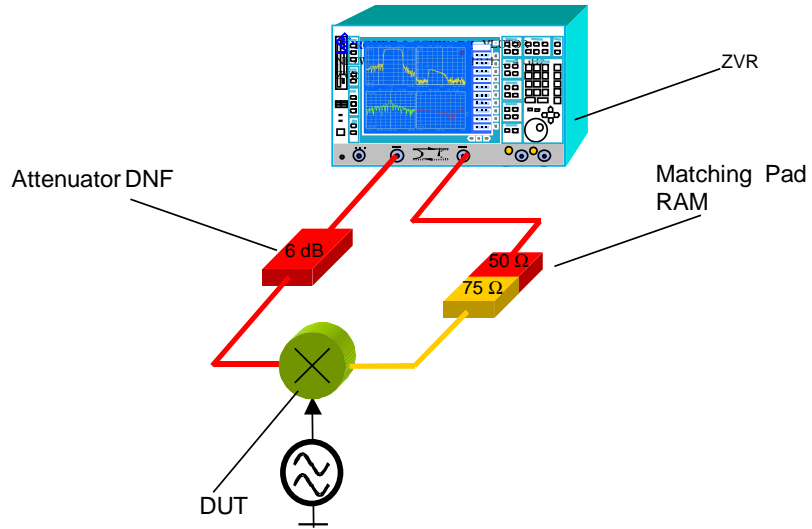 ZVR
Attenuator DNF
Matching Pad
RAM
6 dB
50 Ω
75 Ω
DUT